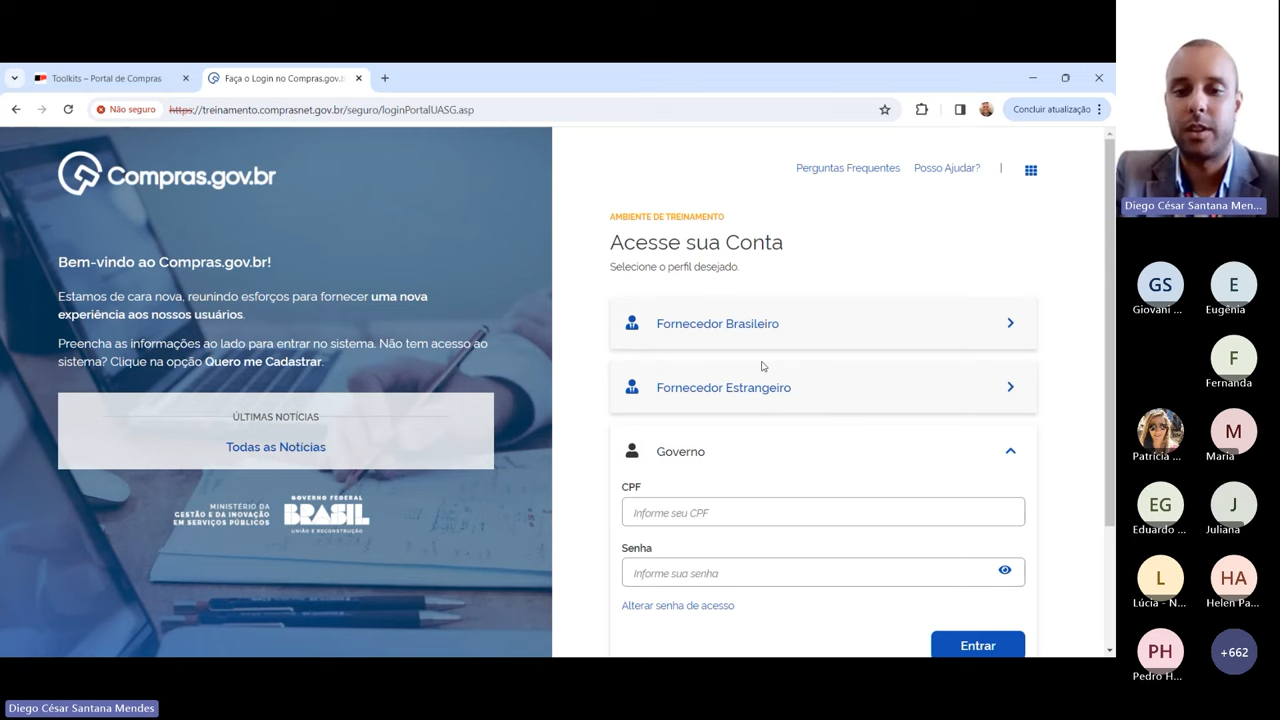 Toolkits – Portal de Compras
Faça o Login no Compras.gov.b
Não seguro
https://treinamento.comprasnet.gov.br/seguro/loginPortalUASG.asp
Concluir atualização
Compras.gov.br
Bem-vindo ao Compras.gov.br!
Estamos de cara nova, reunindo esforços para fornecer uma nova
experiência aos nossos usuários.
Preencha as informações ao lado para entrar no sistema. Não tem acesso ao
sistema? Clique na opção Quero me Cadastrar.
ÚLTIMAS NOTÍCIAS
Todas as Notícias
MINISTÉRIO DA
GESTÃO E DA INOVAÇÃO
EM SERVIÇOS PÚBLICOS
GOVERNO FEDERAL
BRASIL
UNIÃO E RECONSTRUÇÃO
Perguntas Frequentes
Posso Ajudar?
AMBIENTE DE TREINAMENTO
Acesse sua Conta
Selecione o perfil desejado.
Fornecedor Brasileiro
Fornecedor Estrangeiro
Governo
CPF
Informe seu CPF
Senha
Informe sua senha
Alterar senha de acesso
Entrar
Diego César Santana Men...
GS
Giovani ...
E
Eugênia
F
Fernanda
Patrícia ...
M
Maria
EG
Eduardo ...
J
Juliana
L
Lúcia - N...
HA
Helen Pa...
PH
Pedro H...
+662
Diego César Santana Mendes